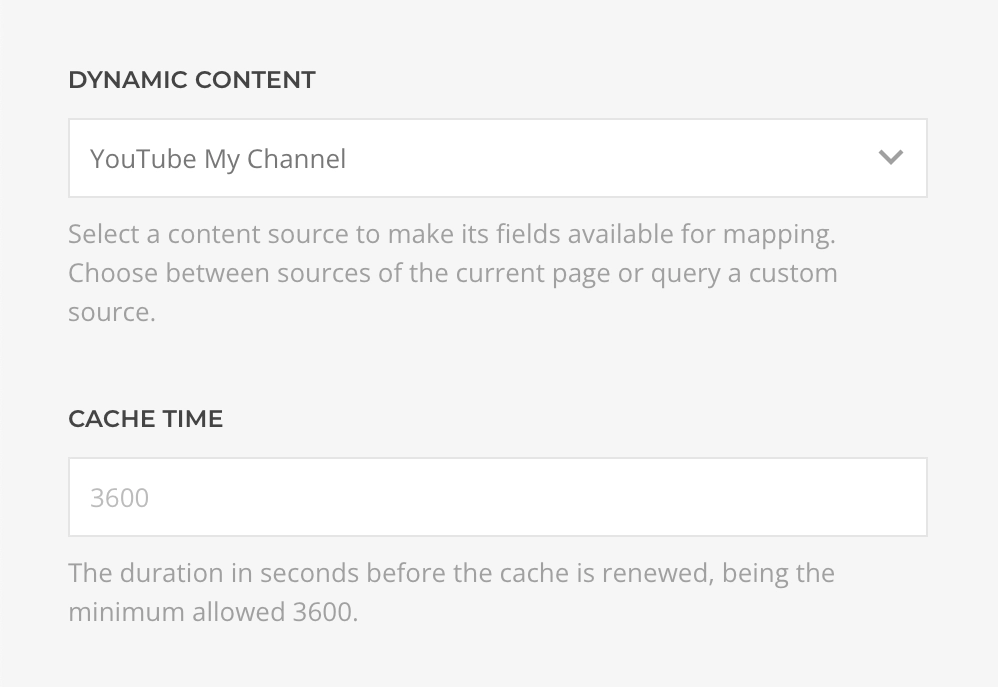 DYNAMIC CONTENT
YouTube My Channel
Select a content source to make its fields available for mapping.
Choose between sources of the current page or query a custom
source.
CACHE TIME
3600
The duration in seconds before the cache is renewed, being the
minimum allowed 3600.